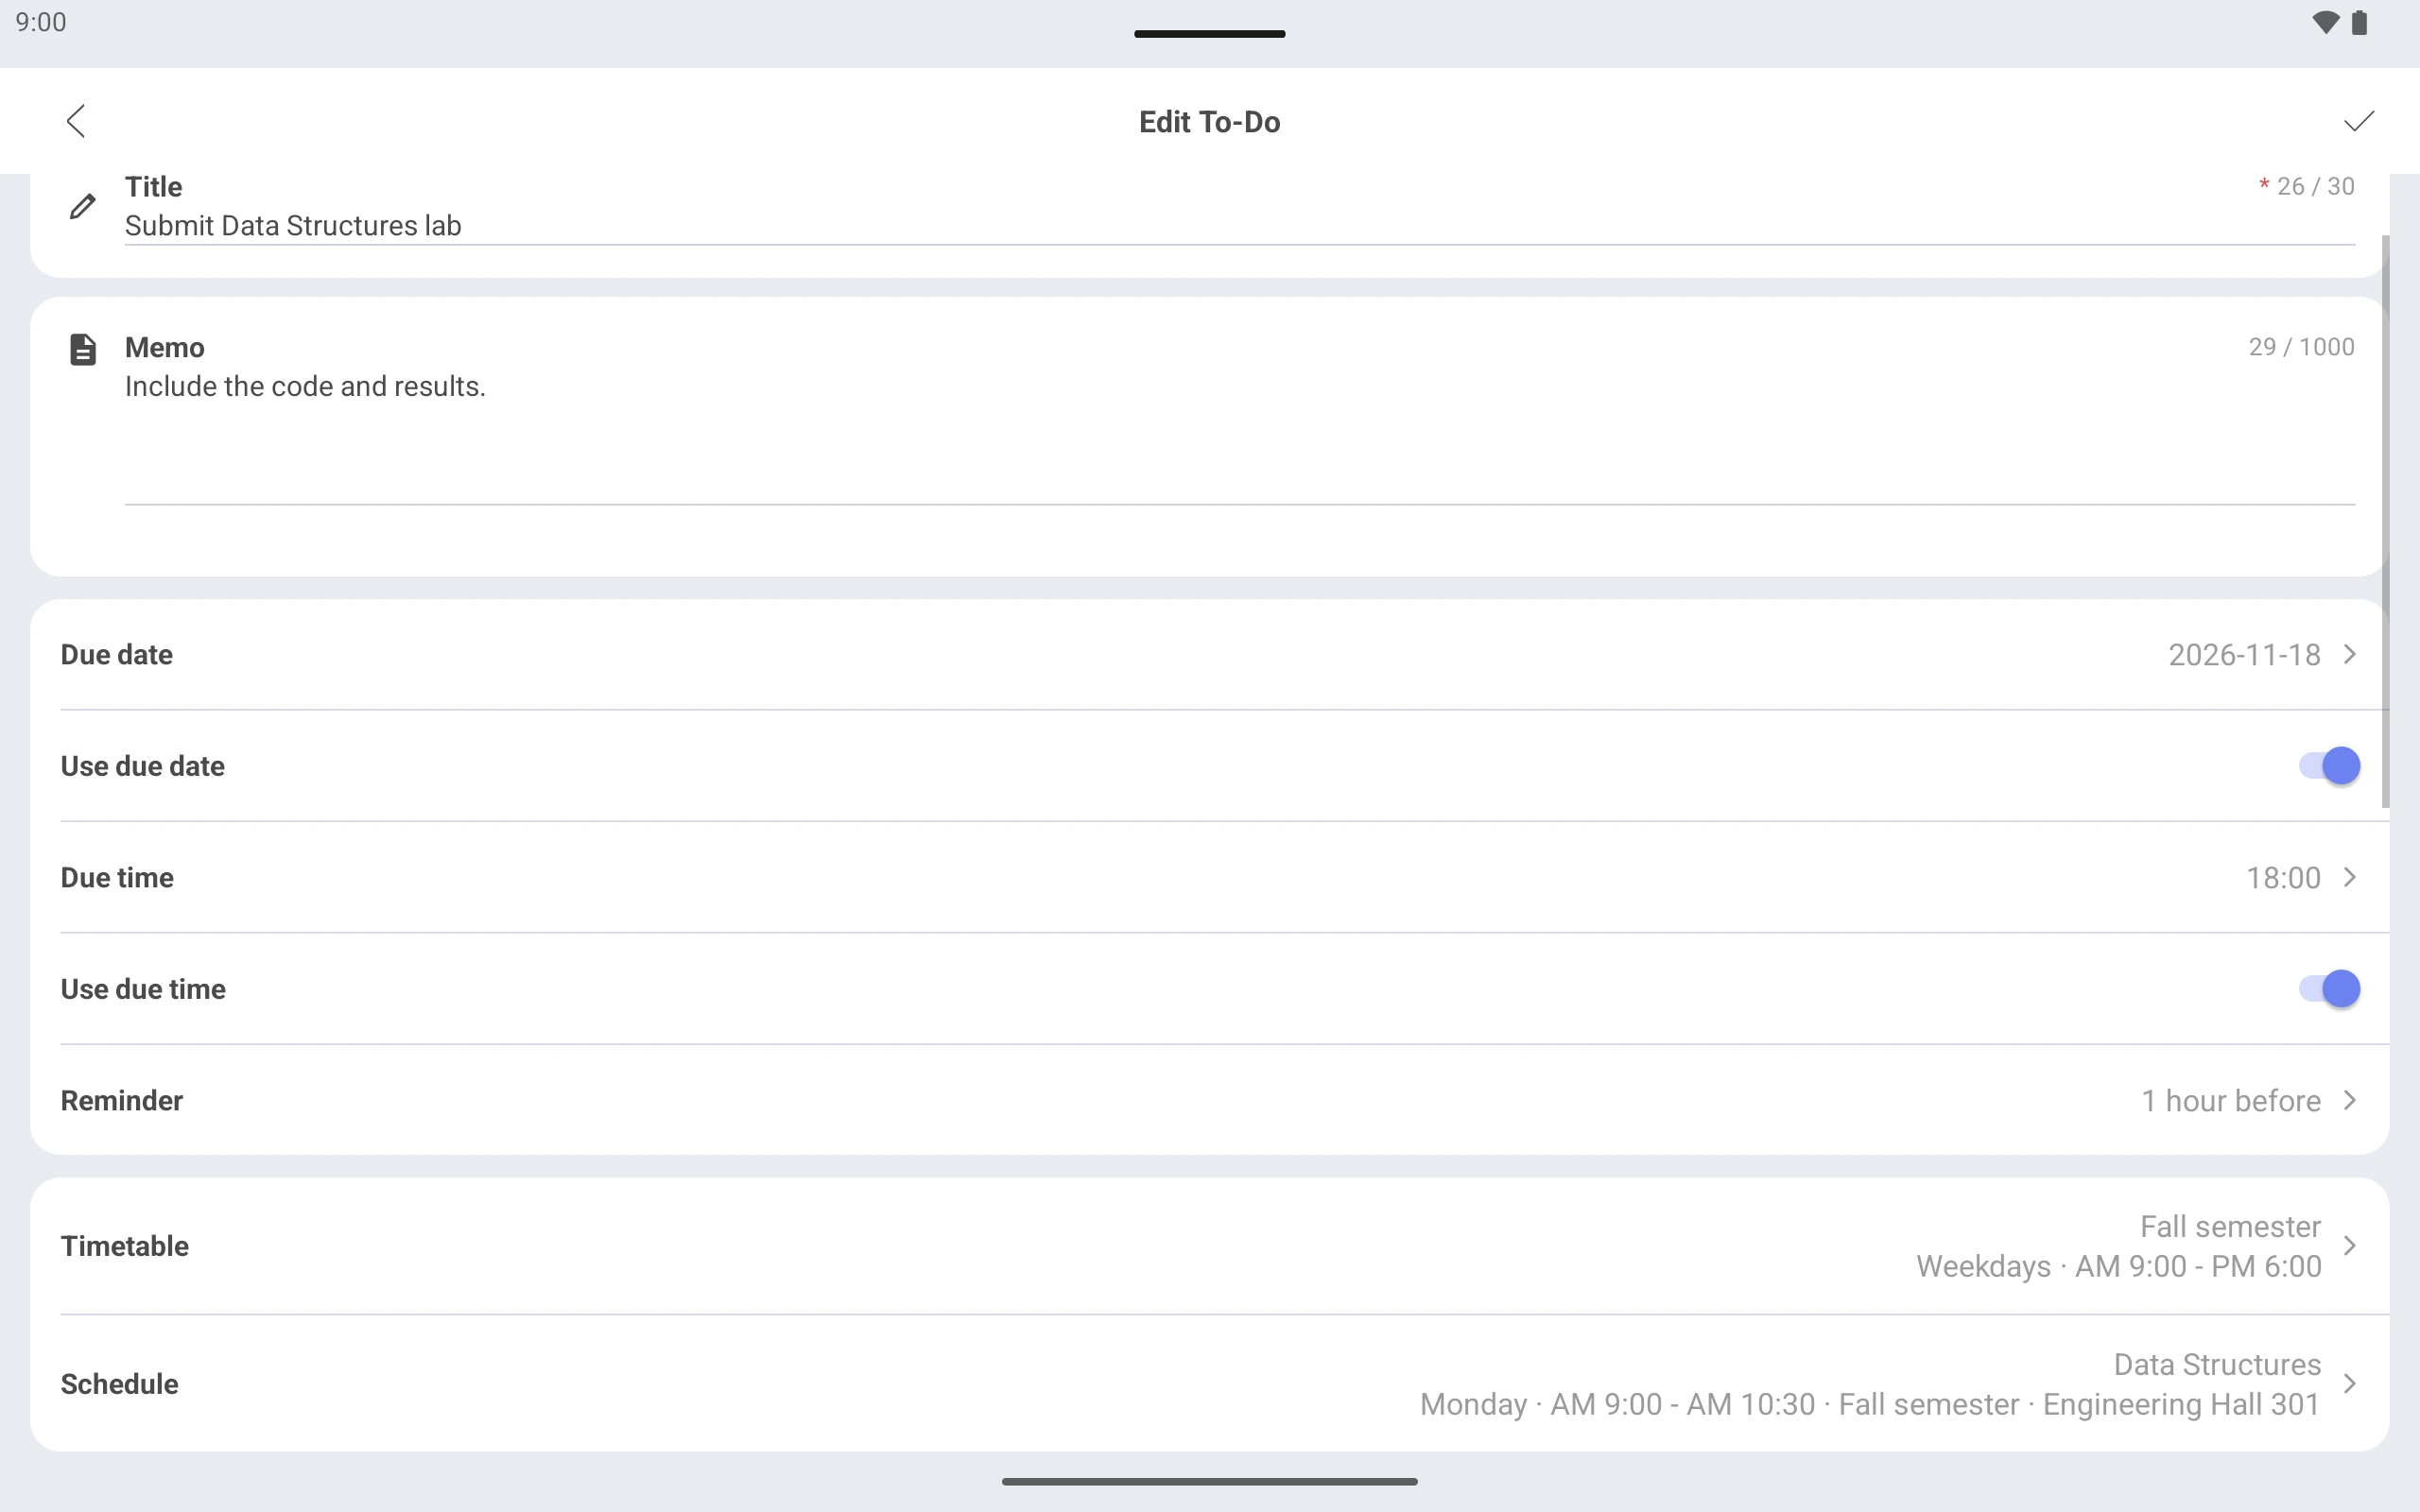 9:00
Edit To-Do
Title
* 26 / 30
Submit Data Structures lab
Memo
29 / 1000
Include the code and results.
Due date
2026-11-18
Use due date
Due time
18:00
Use due time
Reminder
1 hour before
Timetable
Fall semester
Weekdays · AM 9:00 - PM 6:00
Schedule
Data Structures
Monday · AM 9:00 - AM 10:30 · Fall semester · Engineering Hall 301